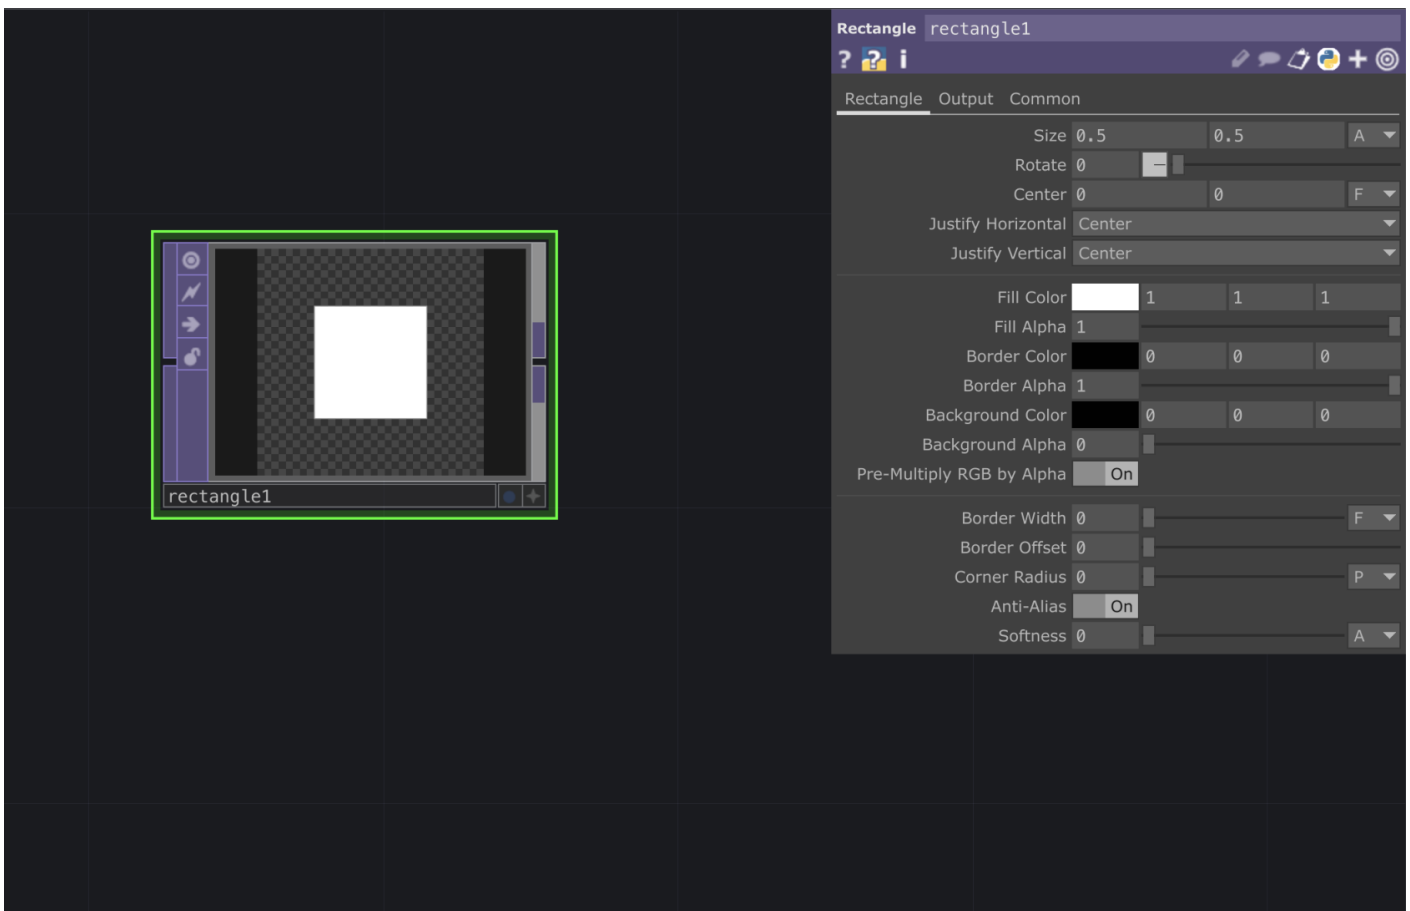 Rectangle rectangle1
? ? i
Rectangle Output Common
Size 0.5 0.5 A
Rotate 0
Center 0 0 F
Justify Horizontal Center
Justify Vertical Center
Fill Color 1 1 1
Fill Alpha 1
Border Color 0 0 0
Border Alpha 1
Background Color 0 0 0
Background Alpha 0
Pre-Multiply RGB by Alpha On
Border Width 0 F
Border Offset 0
Corner Radius 0 P
Anti-Alias On
Softness 0 A
rectangle1